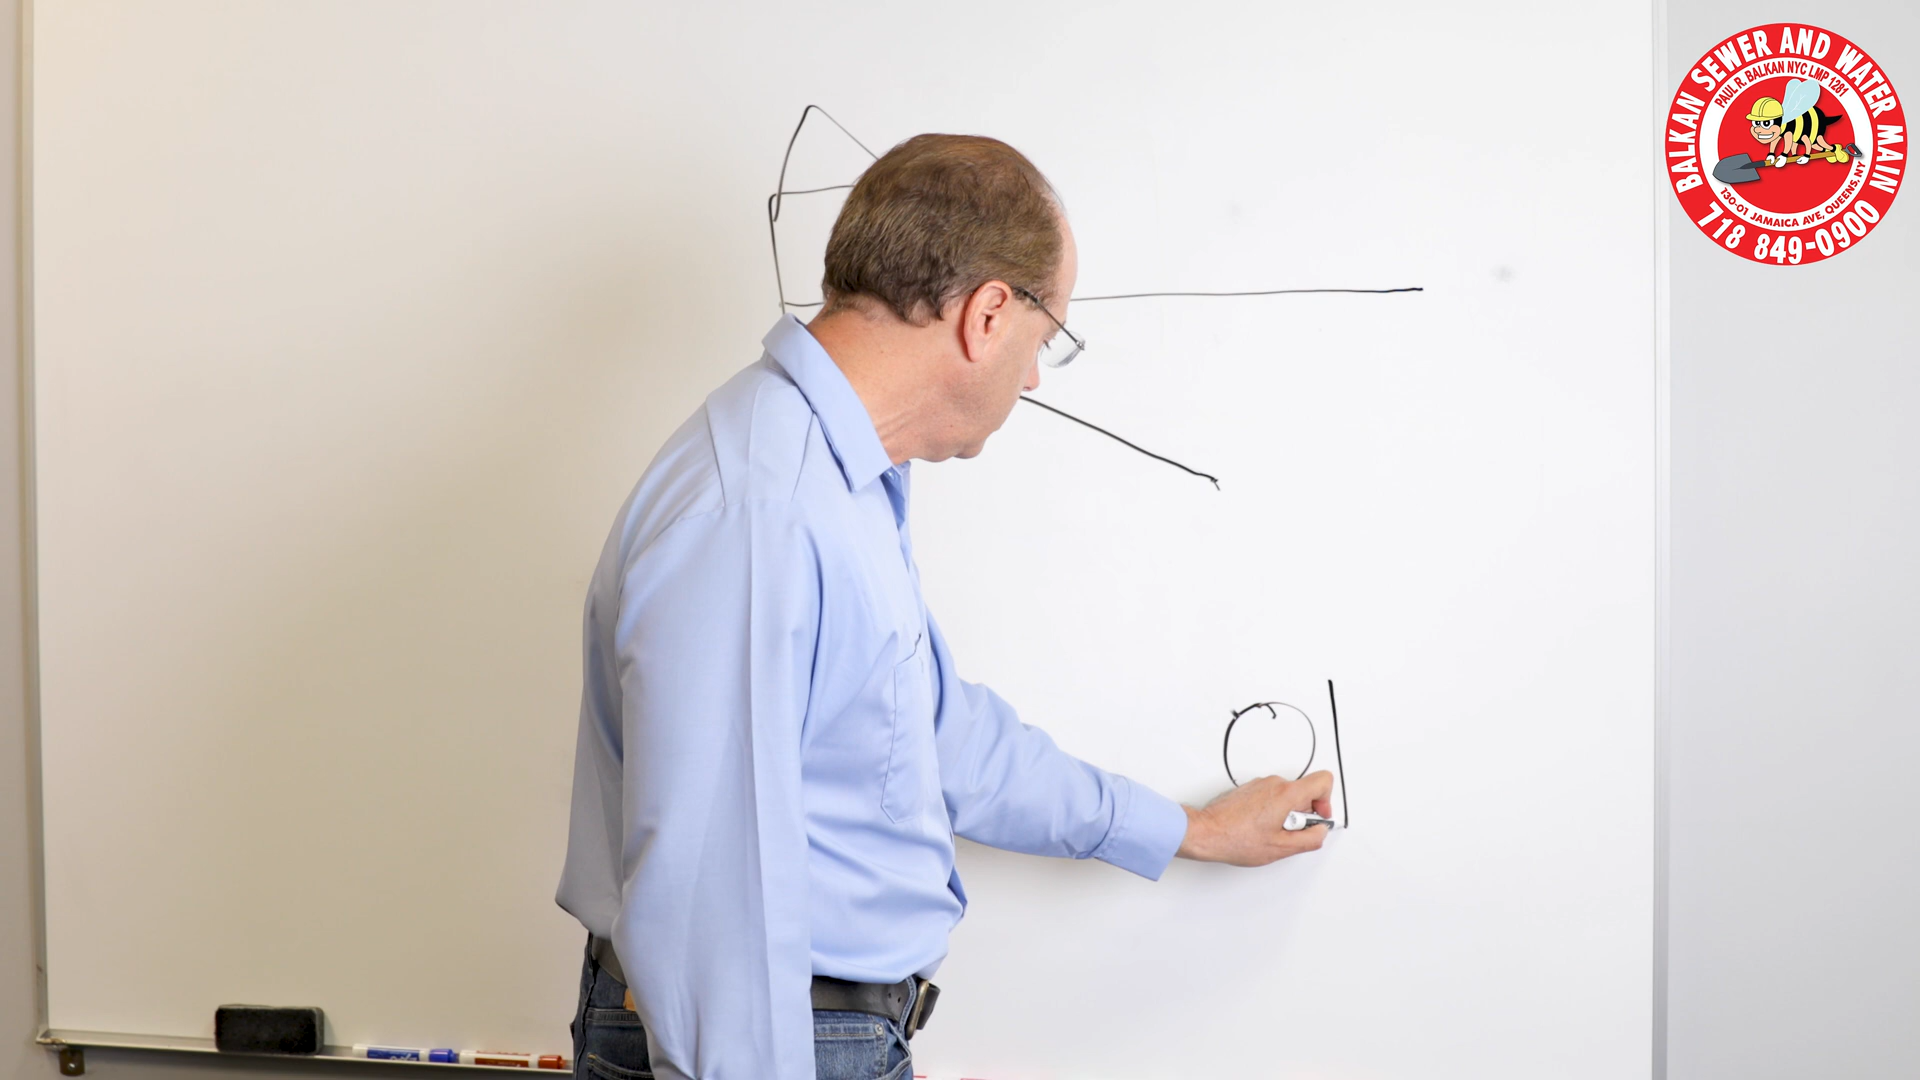 BALKAN SEWER AND WATER MAIN
PAUL R. BALKAN NYC LMP 1281
130-01 JAMAICA AVE, QUEENS, NY
718 849-0900